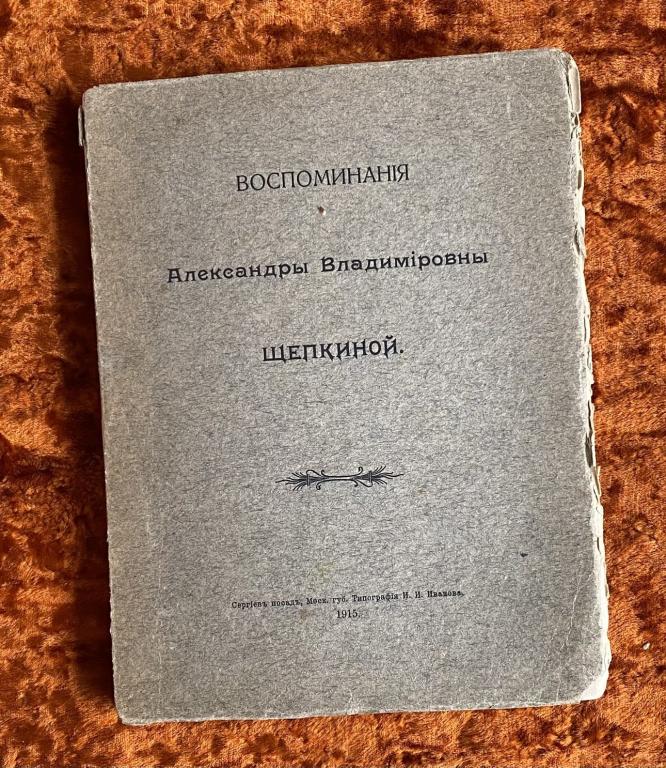 ВОСПОМИНАНІЯ
Александры Владиміровны
ЩЕПКИНОЙ.
Сергіевъ посадъ, Моск. губ. Типографія И. И. Иванова.
1915.